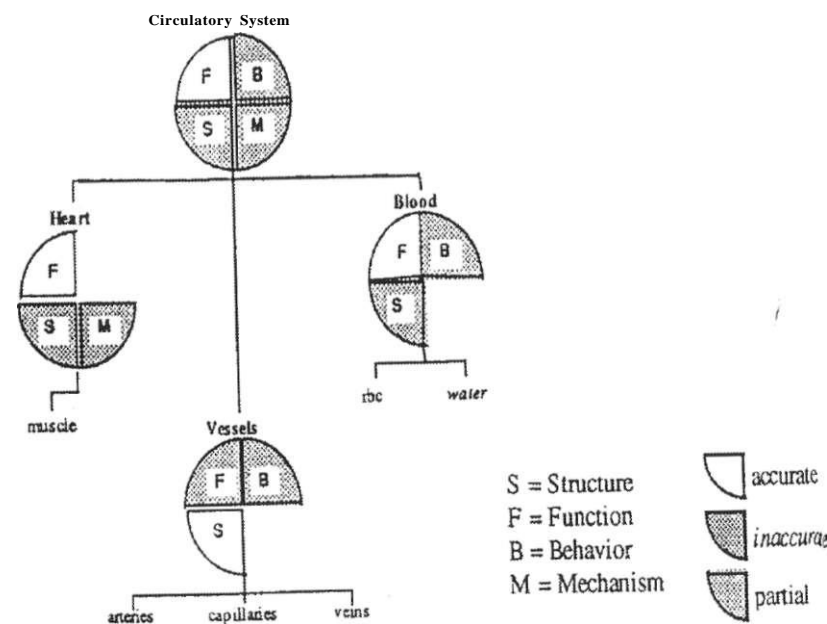 Circulatory System
F B
S M
Heart
F
S M
muscle
Blood
F B
S
rbc water
Vessels
F B
S
arteries capillaries veins
S = Structure
F = Function
B = Behavior
M = Mechanism
accurate
inaccurate
partial